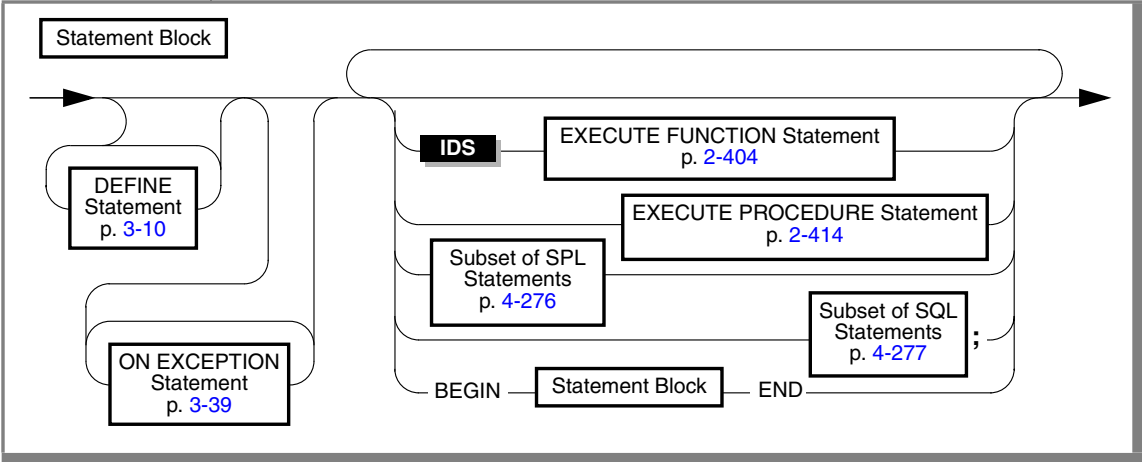 Statement Block
IDS
EXECUTE FUNCTION Statement
p. 2-404
DEFINE
Statement
p. 3-10
EXECUTE PROCEDURE Statement
p. 2-414
Subset of SPL
Statements
p. 4-276
Subset of SQL
Statements
p. 4-277
;
ON EXCEPTION
Statement
p. 3-39
BEGIN Statement Block END